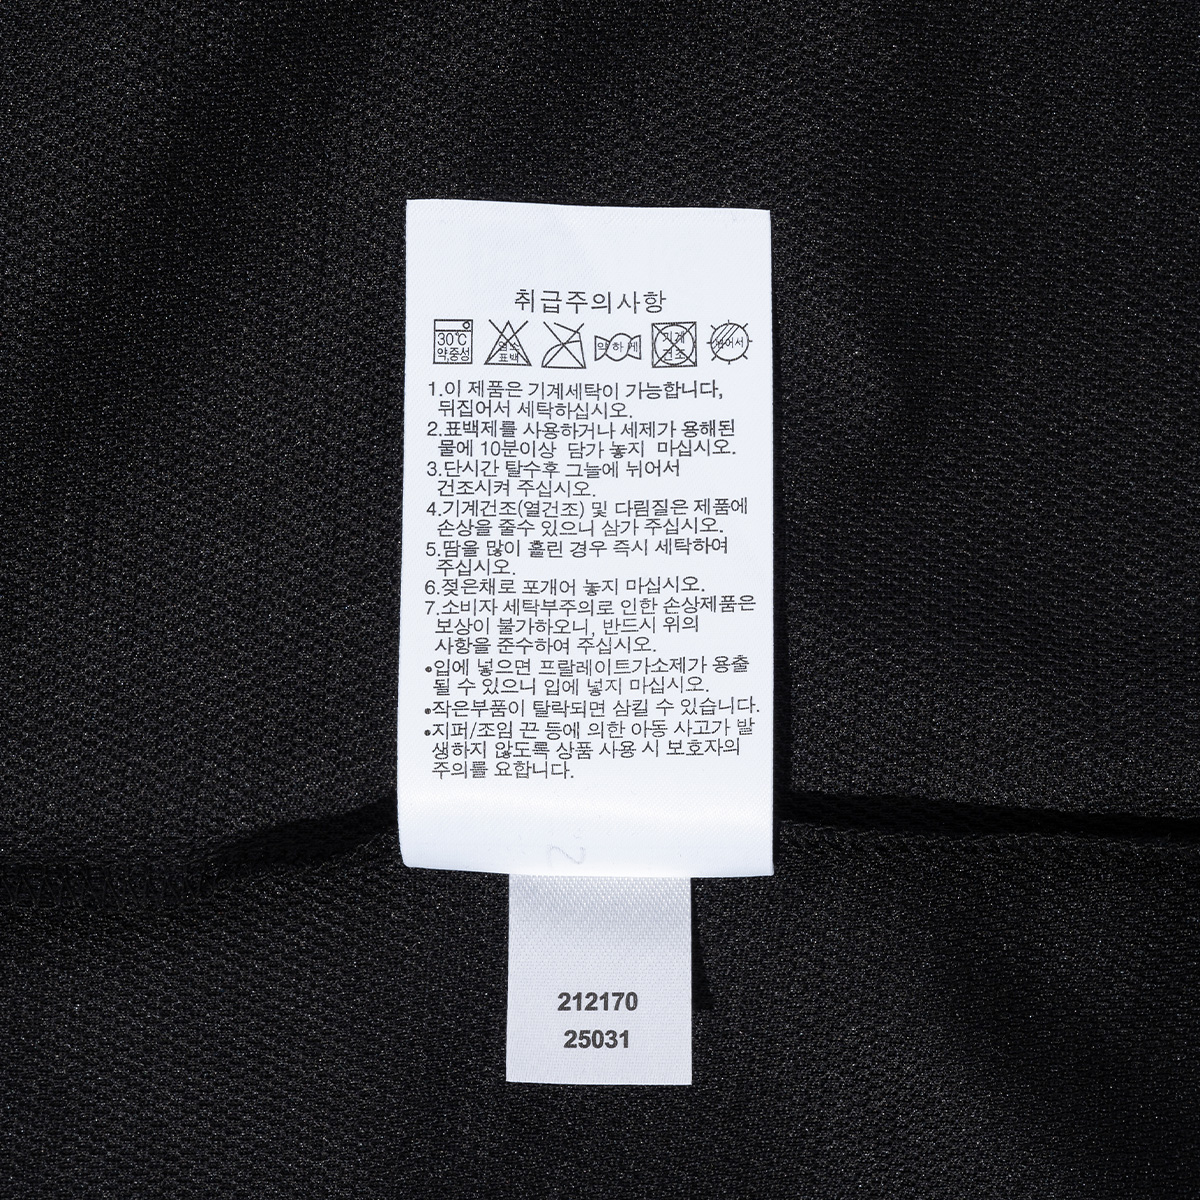 취급주의사항
30℃
약,중성
염소
표백
약하게
기계
건조
뉘어서
1.이 제품은 기계세탁이 가능합니다,
뒤집어서 세탁하십시오.
2.표백제를 사용하거나 세제가 용해된
물에 10분이상 담가 놓지 마십시오.
3.단시간 탈수후 그늘에 뉘어서
건조시켜 주십시오.
4.기계건조(열건조) 및 다림질은 제품에
손상을 줄수 있으니 삼가 주십시오.
5.땀을 많이 흘린 경우 즉시 세탁하여
주십시오.
6.젖은채로 포개어 놓지 마십시오.
7.소비자 세탁부주의로 인한 손상제품은
보상이 불가하오니, 반드시 위의
사항을 준수하여 주십시오.
•입에 넣으면 프탈레이트가소제가 용출
될 수 있으니 입에 넣지 마십시오.
•작은부품이 탈락되면 삼킬 수 있습니다.
•지퍼/조임 끈 등에 의한 아동 사고가 발
생하지 않도록 상품 사용 시 보호자의
주의를 요합니다.
212170
25031